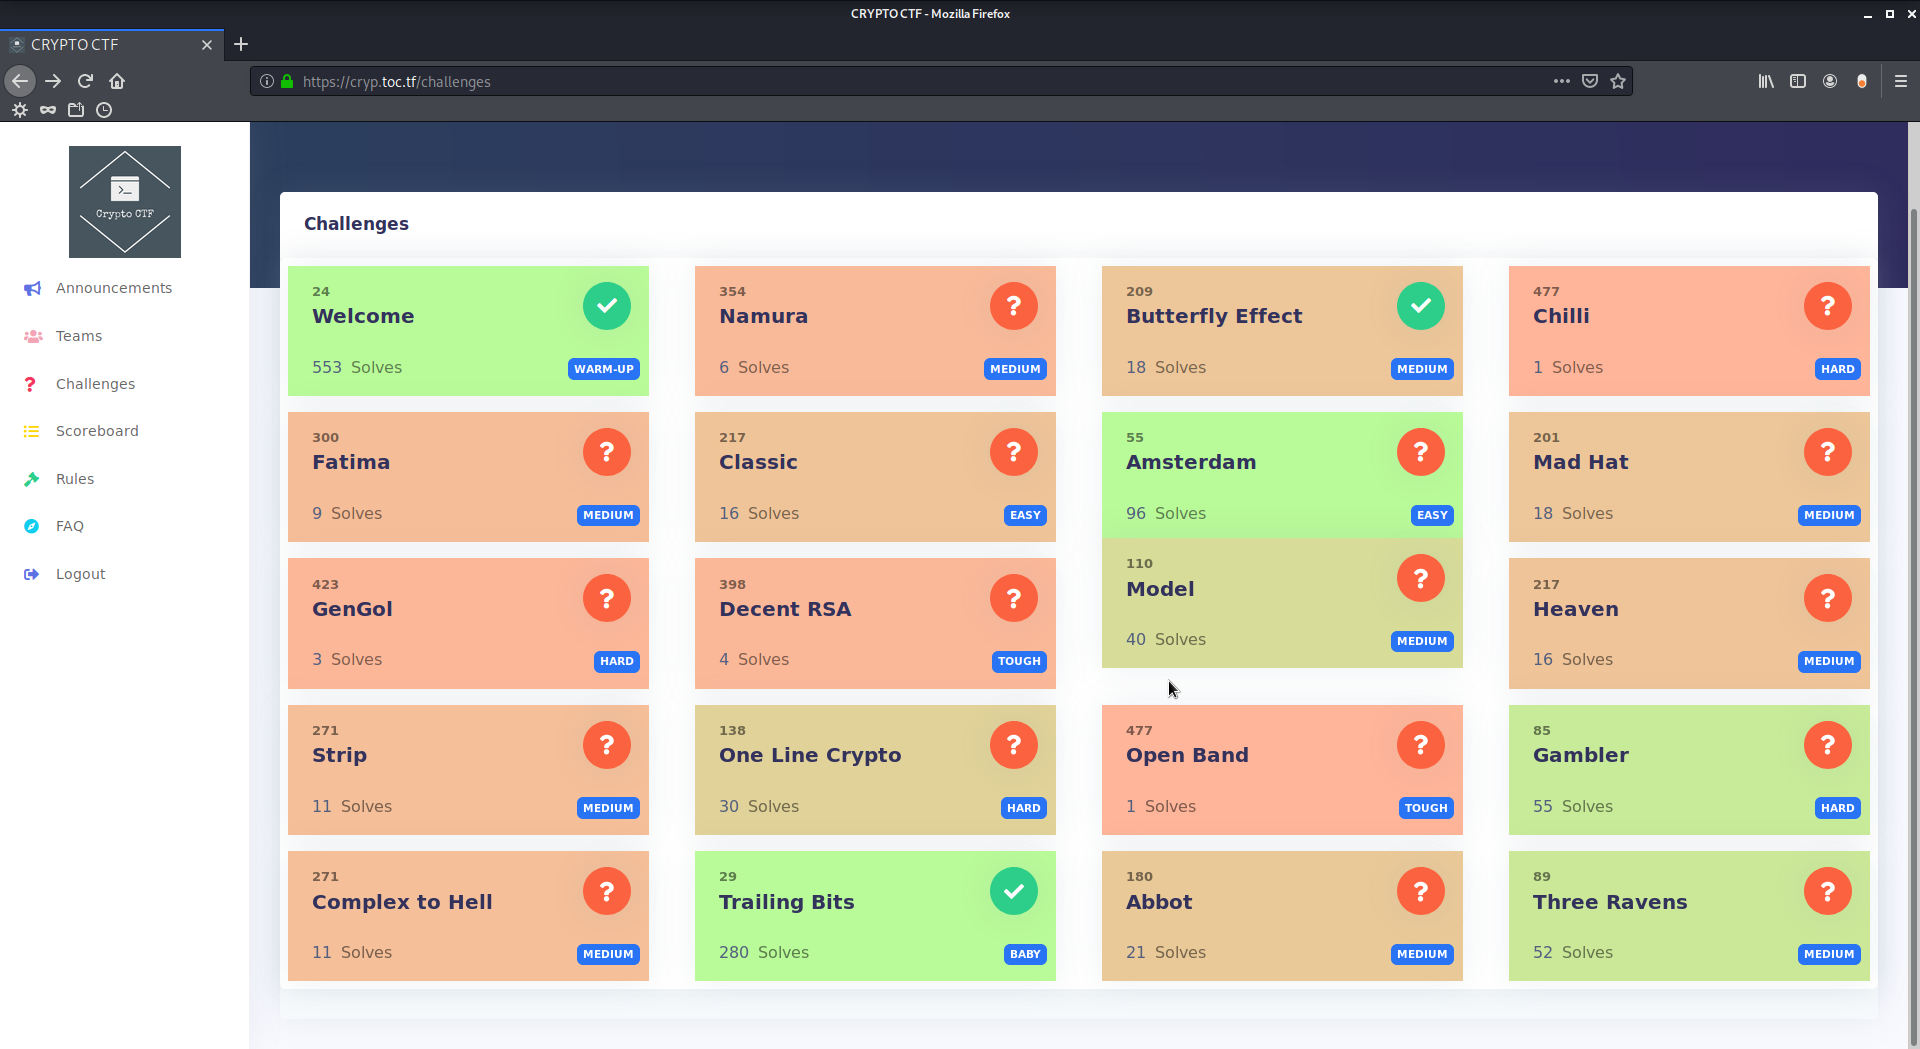 CRYPTO CTF - Mozilla Firefox
CRYPTO CTF
https://cryp.toc.tf/challenges
Crypto CTF
Announcements
Teams
Challenges
Scoreboard
Rules
FAQ
Logout
Challenges
24
Welcome
553 Solves
WARM-UP
354
Namura
6 Solves
MEDIUM
209
Butterfly Effect
18 Solves
MEDIUM
477
Chilli
1 Solves
HARD
300
Fatima
9 Solves
MEDIUM
217
Classic
16 Solves
EASY
55
Amsterdam
96 Solves
EASY
201
Mad Hat
18 Solves
MEDIUM
423
GenGol
3 Solves
HARD
398
Decent RSA
4 Solves
TOUGH
110
Model
40 Solves
MEDIUM
217
Heaven
16 Solves
MEDIUM
271
Strip
11 Solves
MEDIUM
138
One Line Crypto
30 Solves
HARD
477
Open Band
1 Solves
TOUGH
85
Gambler
55 Solves
HARD
271
Complex to Hell
11 Solves
MEDIUM
29
Trailing Bits
280 Solves
BABY
180
Abbot
21 Solves
MEDIUM
89
Three Ravens
52 Solves
MEDIUM